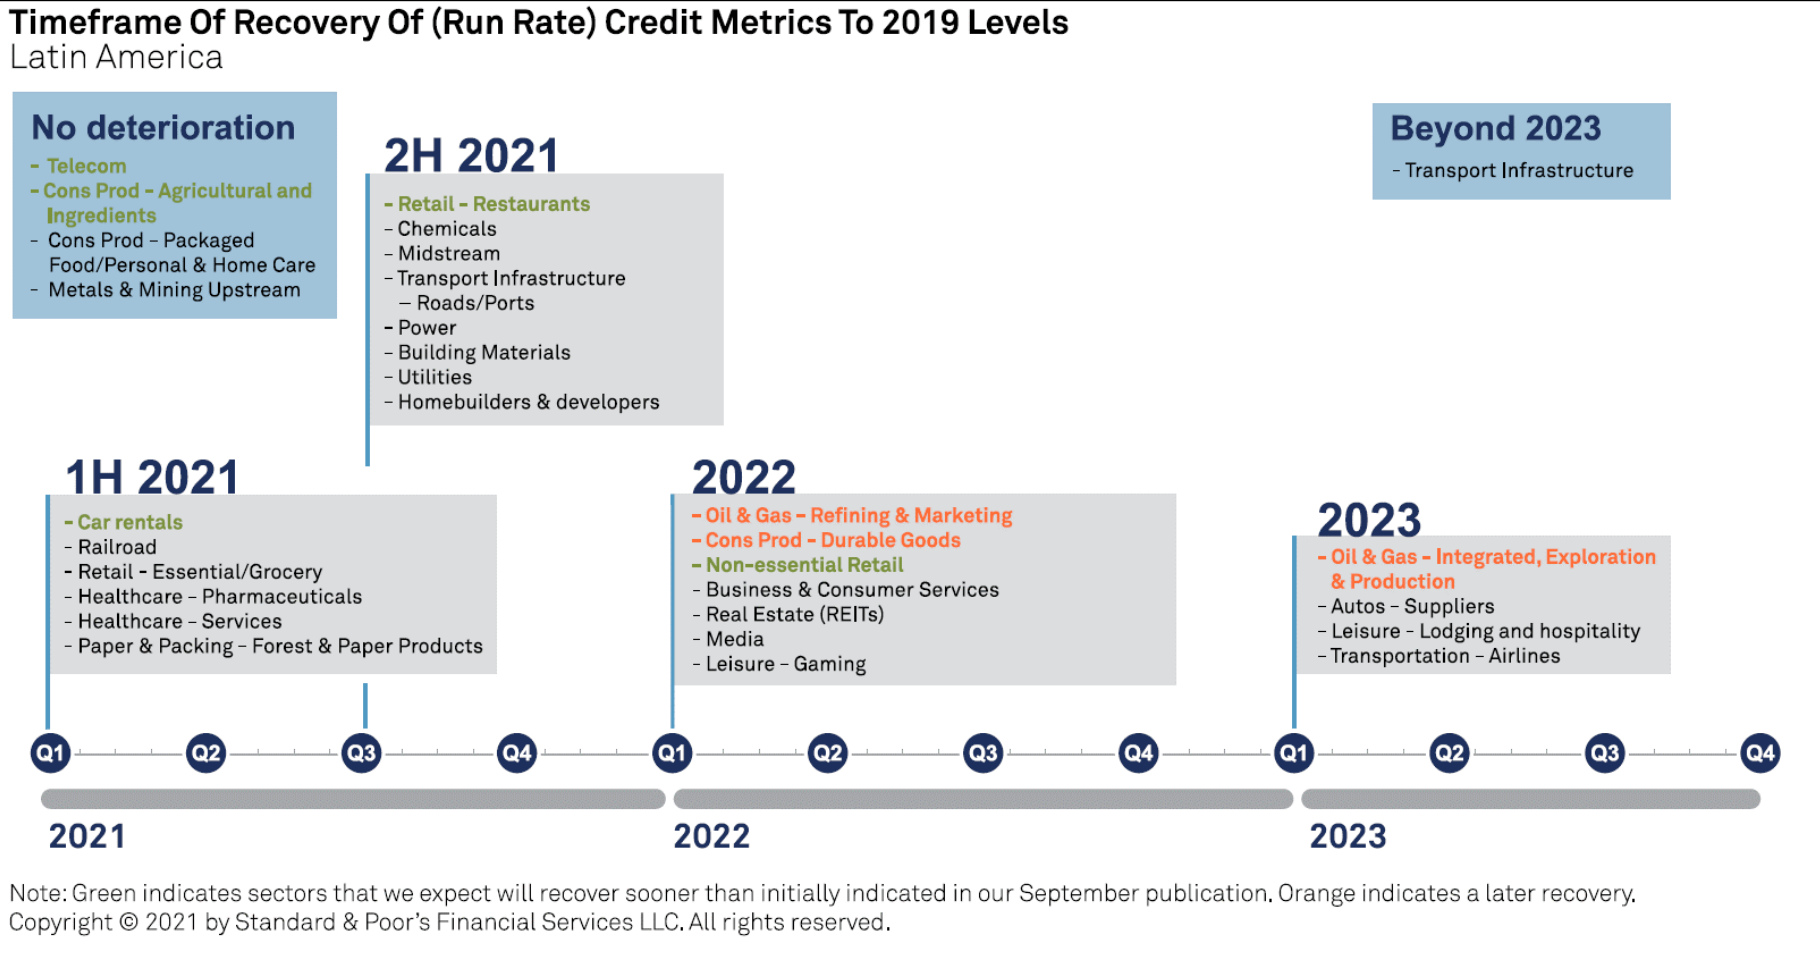 Timeframe Of Recovery Of (Run Rate) Credit Metrics To 2019 Levels
Latin America
No deterioration
- Telecom
- Cons Prod - Agricultural and
Ingredients
- Cons Prod – Packaged
Food/Personal & Home Care
- Metals & Mining Upstream
2H 2021
- Retail - Restaurants
- Chemicals
- Midstream
- Transport Infrastructure
– Roads/Ports
- Power
- Building Materials
- Utilities
- Homebuilders & developers
Beyond 2023
- Transport Infrastructure
1H 2021
- Car rentals
- Railroad
- Retail - Essential/Grocery
- Healthcare – Pharmaceuticals
- Healthcare – Services
- Paper & Packing – Forest & Paper Products
2022
- Oil & Gas – Refining & Marketing
- Cons Prod – Durable Goods
- Non-essential Retail
- Business & Consumer Services
- Real Estate (REITs)
- Media
- Leisure – Gaming
2023
- Oil & Gas – Integrated, Exploration
& Production
- Autos – Suppliers
- Leisure – Lodging and hospitality
- Transportation – Airlines
Q1 Q2 Q3 Q4 Q1 Q2 Q3 Q4 Q1 Q2 Q3 Q4
2021 2022 2023
Note: Green indicates sectors that we expect will recover sooner than initially indicated in our September publication. Orange indicates a later recovery.
Copyright © 2021 by Standard & Poor's Financial Services LLC. All rights reserved.